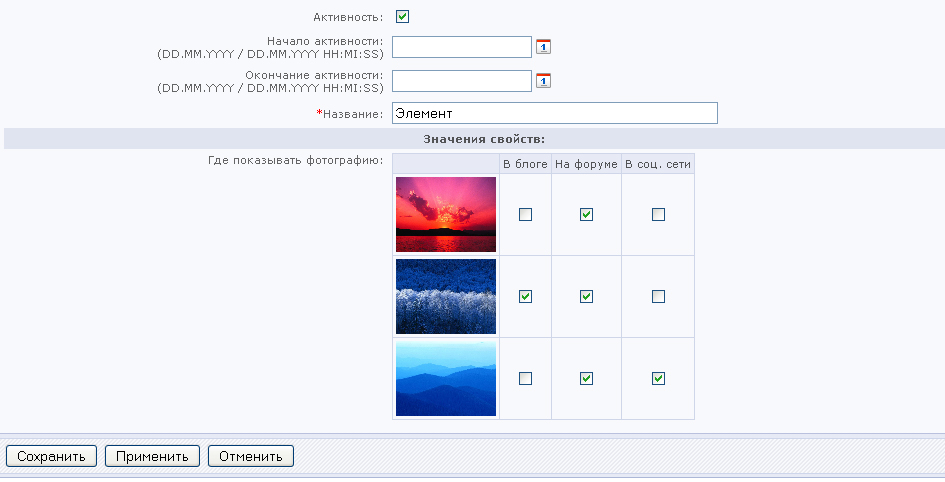 Активность:
Начало активности:
(DD.MM.YYYY / DD.MM.YYYY HH:MI:SS)
1
Окончание активности:
(DD.MM.YYYY / DD.MM.YYYY HH:MI:SS)
1
*Название: Элемент
Значения свойств:
Где показывать фотографию:
В блоге На форуме В соц. сети
Сохранить Применить Отменить